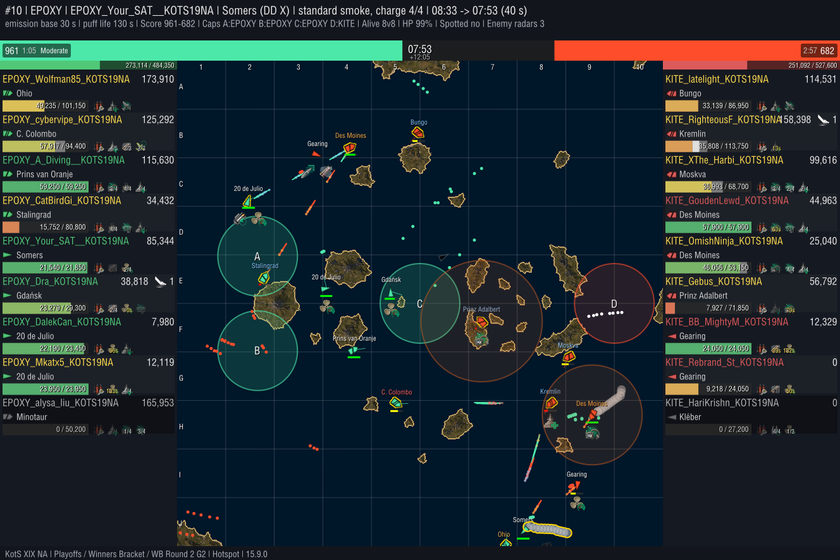 #10 | EPOXY | EPOXY_Your_SAT__KOTS19NA | Somers (DD X) | standard smoke, charge 4/4 | 08:33 -> 07:53 (40 s)
emission base 30 s | puff life 130 s | Score 961-682 | Caps A:EPOXY B:EPOXY C:EPOXY D:KITE | Alive 8v8 | HP 99% | Spotted no | Enemy radars 3
961 1:05 Moderate
07:53
+12:05
2:57 682
273,114 / 484,350
251,092 / 527,600
1 2 3 4 5 6 7 8 9 10
EPOXY_Wolfman85_KOTS19NA 173,910
Ohio
EPOXY_cybervipe_KOTS19NA 125,292
C. Colombo
EPOXY_A_Diving__KOTS19NA 115,630
Prins van Oranje
EPOXY_CatBirdGi_KOTS19NA 34,432
Stalingrad
15,752 / 80,800
EPOXY_Your_SAT__KOTS19NA 85,344
Somers
EPOXY_Dra_KOTS19NA 38,818 1
Gdańsk
EPOXY_DalekCan_KOTS19NA 7,980
20 de Julio
EPOXY_Mkatx5_KOTS19NA 12,119
20 de Julio
EPOXY_alysa_liu_KOTS19NA 165,953
Minotaur
0 / 50,200
KITE_Iatelight_KOTS19NA 114,531
Bungo
33,139 / 86,950
KITE_RighteousF_KOTS19NA 158,398 1
Kremlin
KITE_XThe_Harbi_KOTS19NA 99,616
Moskva
KITE_GoudenLewd_KOTS19NA 44,963
Des Moines
KITE_OmishNinja_KOTS19NA 25,040
Des Moines
KITE_Gebus_KOTS19NA 56,792
Prinz Adalbert
7,927 / 71,850
KITE_BB_MightyM_KOTS19NA 12,329
Gearing
24,050 / 24,050
KITE_Rebrand_St_KOTS19NA 0
Gearing
9,218 / 24,050
KITE_HariKrishn_KOTS19NA 0
Kléber
0 / 27,200
A
B
C
D
E
F
G
H
I
J
Bungo
Gearing
Des Moines
20 de Julio
A
Stalingrad
20 de Julio
Gdańsk
C
D
Prinz Adalbert
B
Prins van Oranje
Moskva
C. Colombo
Kremlin
Des Moines
Gearing
Ohio
KotS XIX NA | Playoffs / Winners Bracket / WB Round 2 G2 | Hotspot | 15.9.0